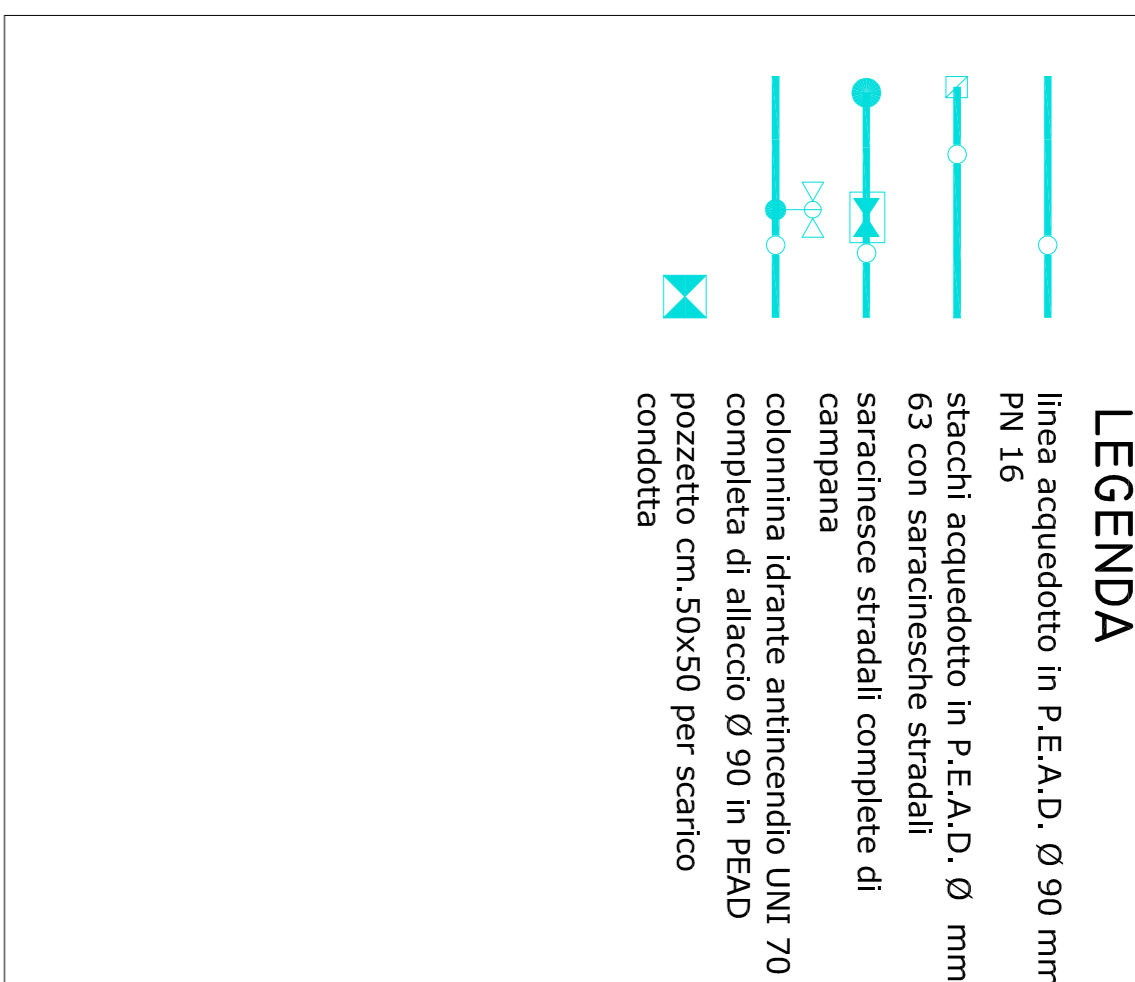 LEGENDA
linea acquedotto in P.E.A.D. Ø 90 mm
PN 16
stacchi acquedotto in P.E.A.D. Ø mm
63 con saracinesche stradali
saracinesce stradali complete di
campana
colonnina idrante antincendio UNI 70
completa di allaccio Ø 90 in PEAD
pozzetto cm.50x50 per scarico
condotta